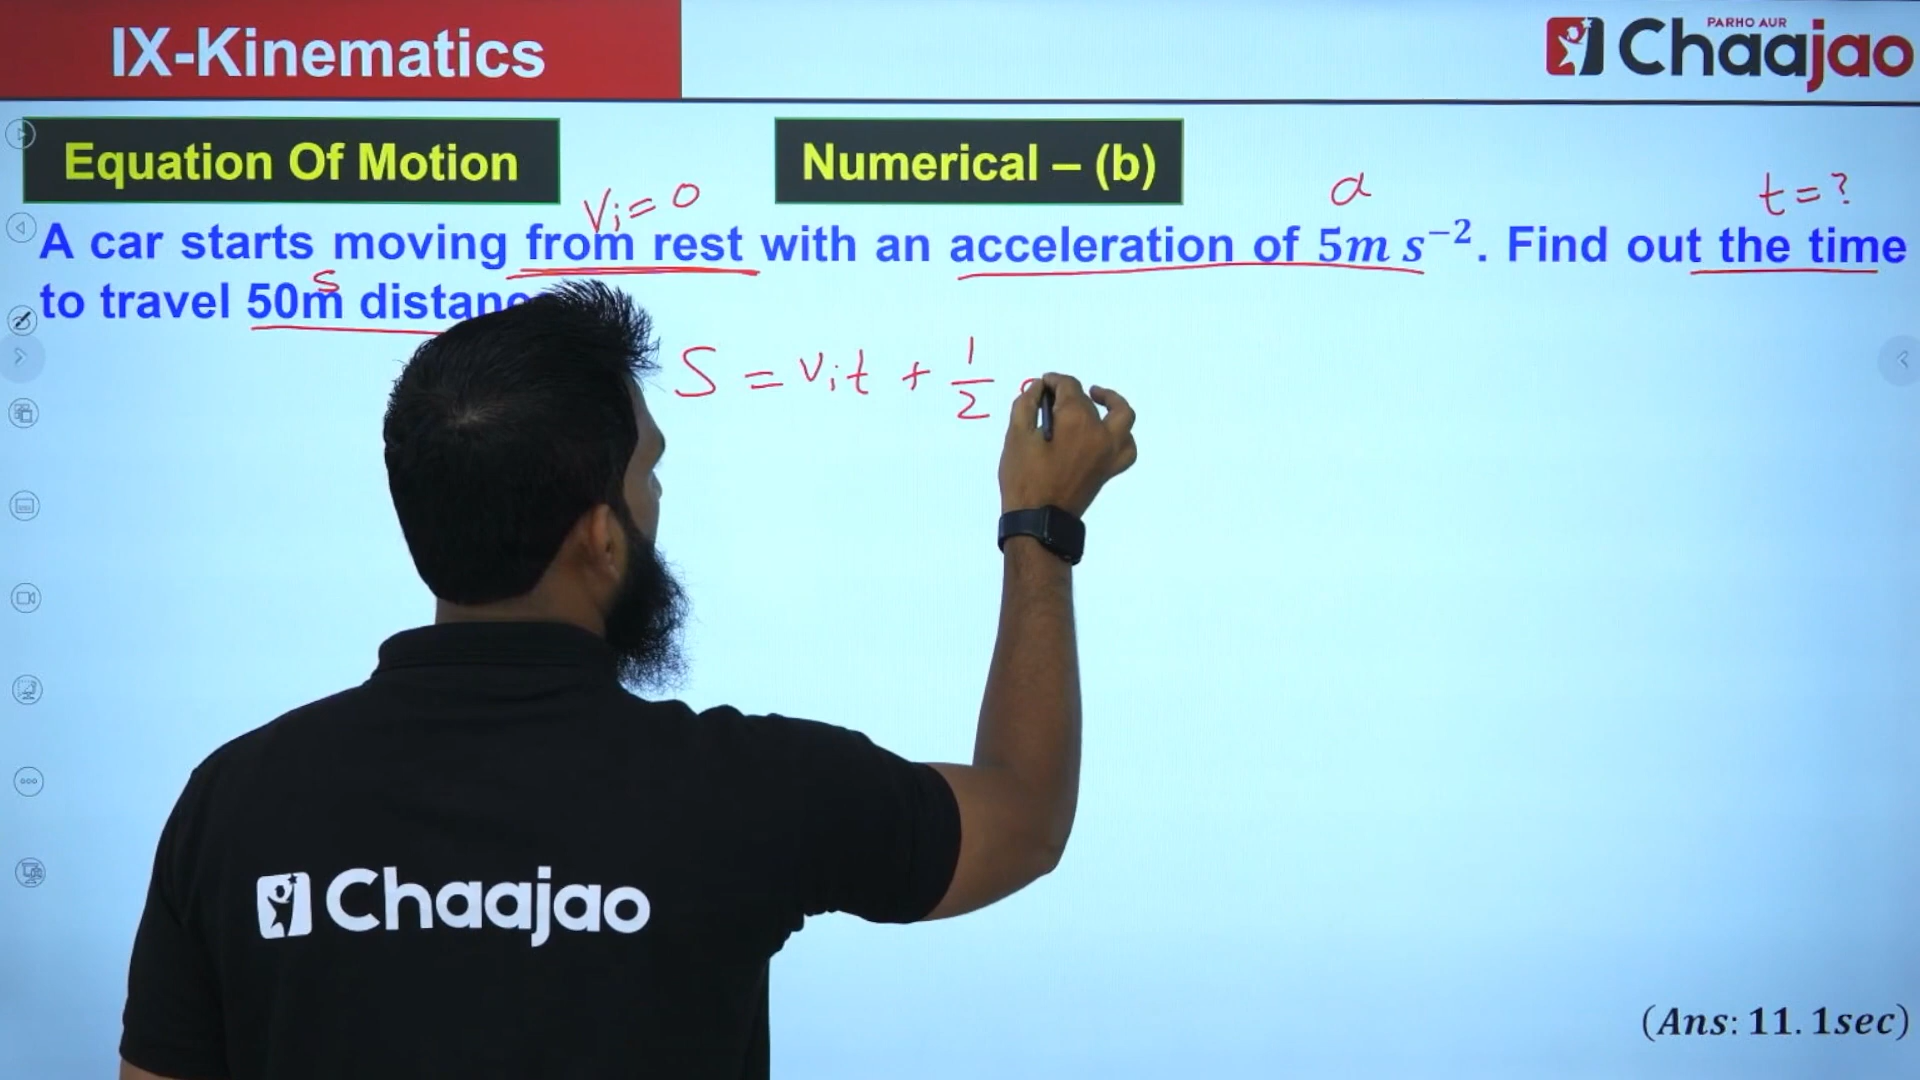 IX-Kinematics
PARHO AUR
Chaajao
Equation Of Motion
Numerical – (b)
Vi = 0
a
t = ?
A car starts moving from rest with an acceleration of 5m s⁻². Find out the time
S
to travel 50m
S = Vit + 1/2
Chaajao
(Ans: 11.1sec)